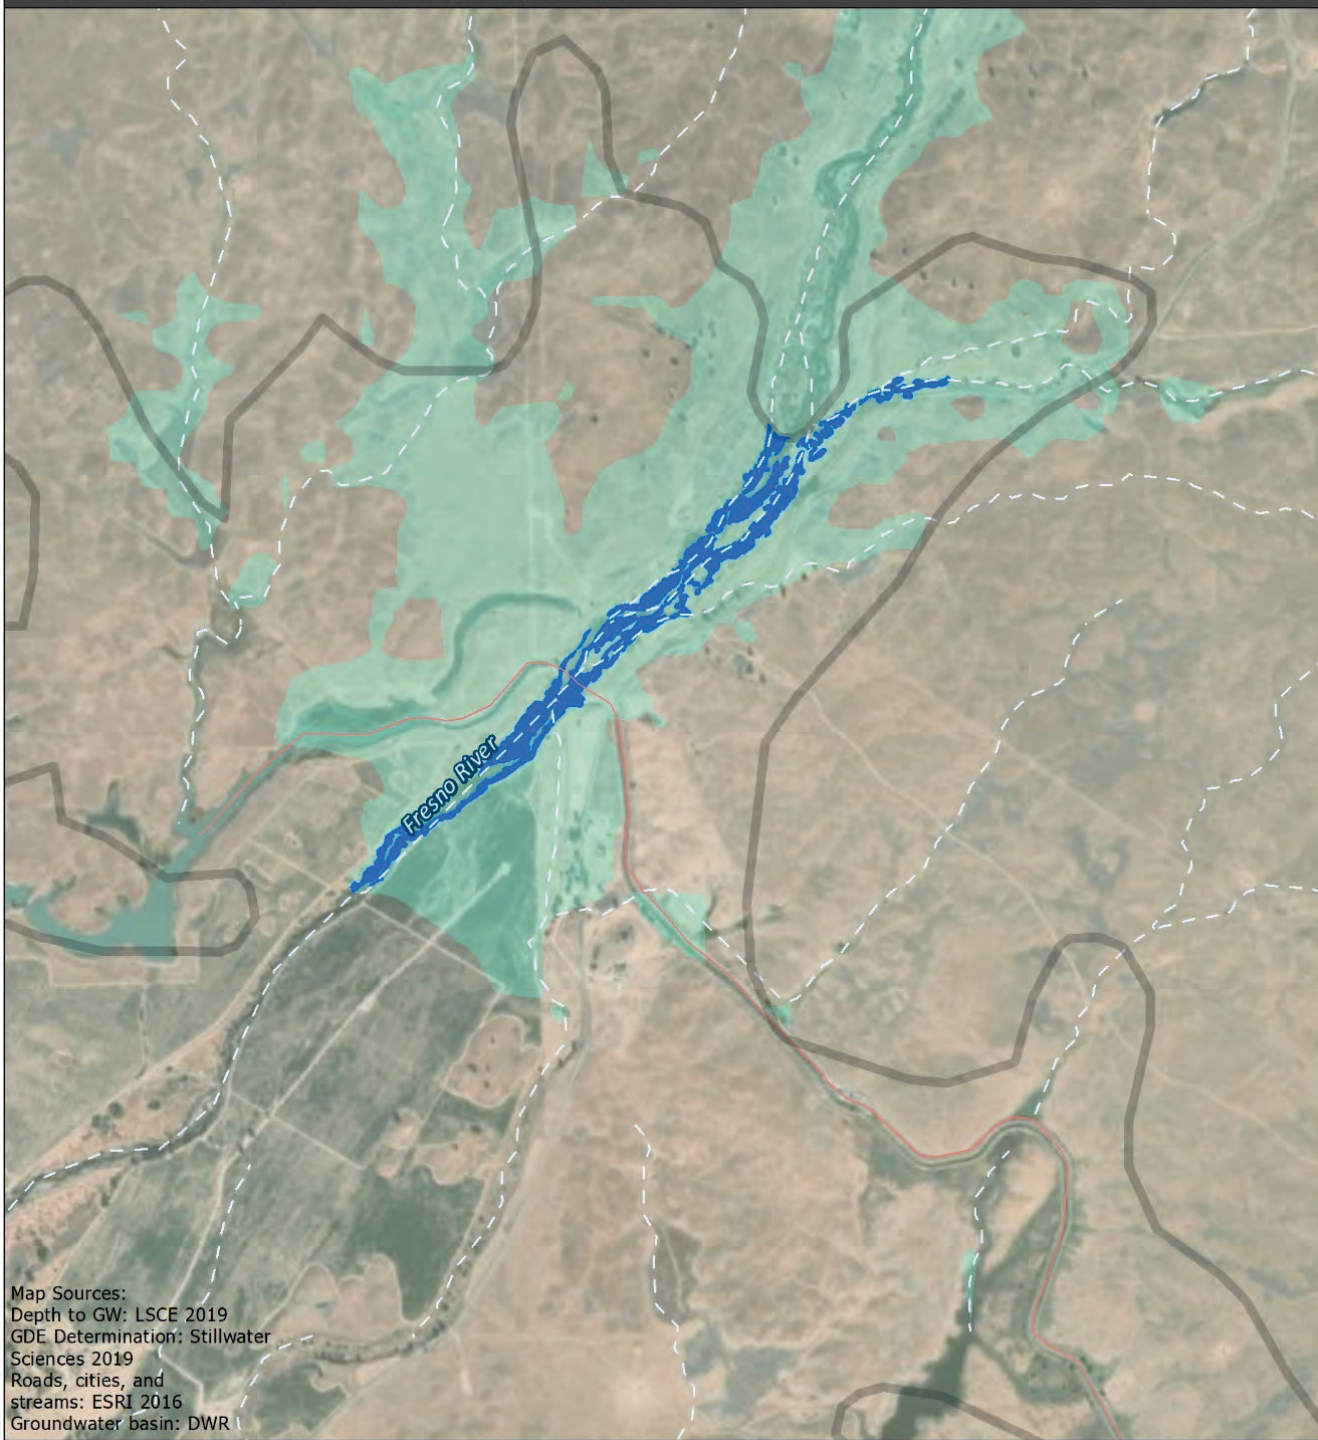 Fresno River
Map Sources:
Depth to GW: LSCE 2019
GDE Determination: Stillwater
Sciences 2019
Roads, cities, and
streams: ESRI 2016
Groundwater basin: DWR